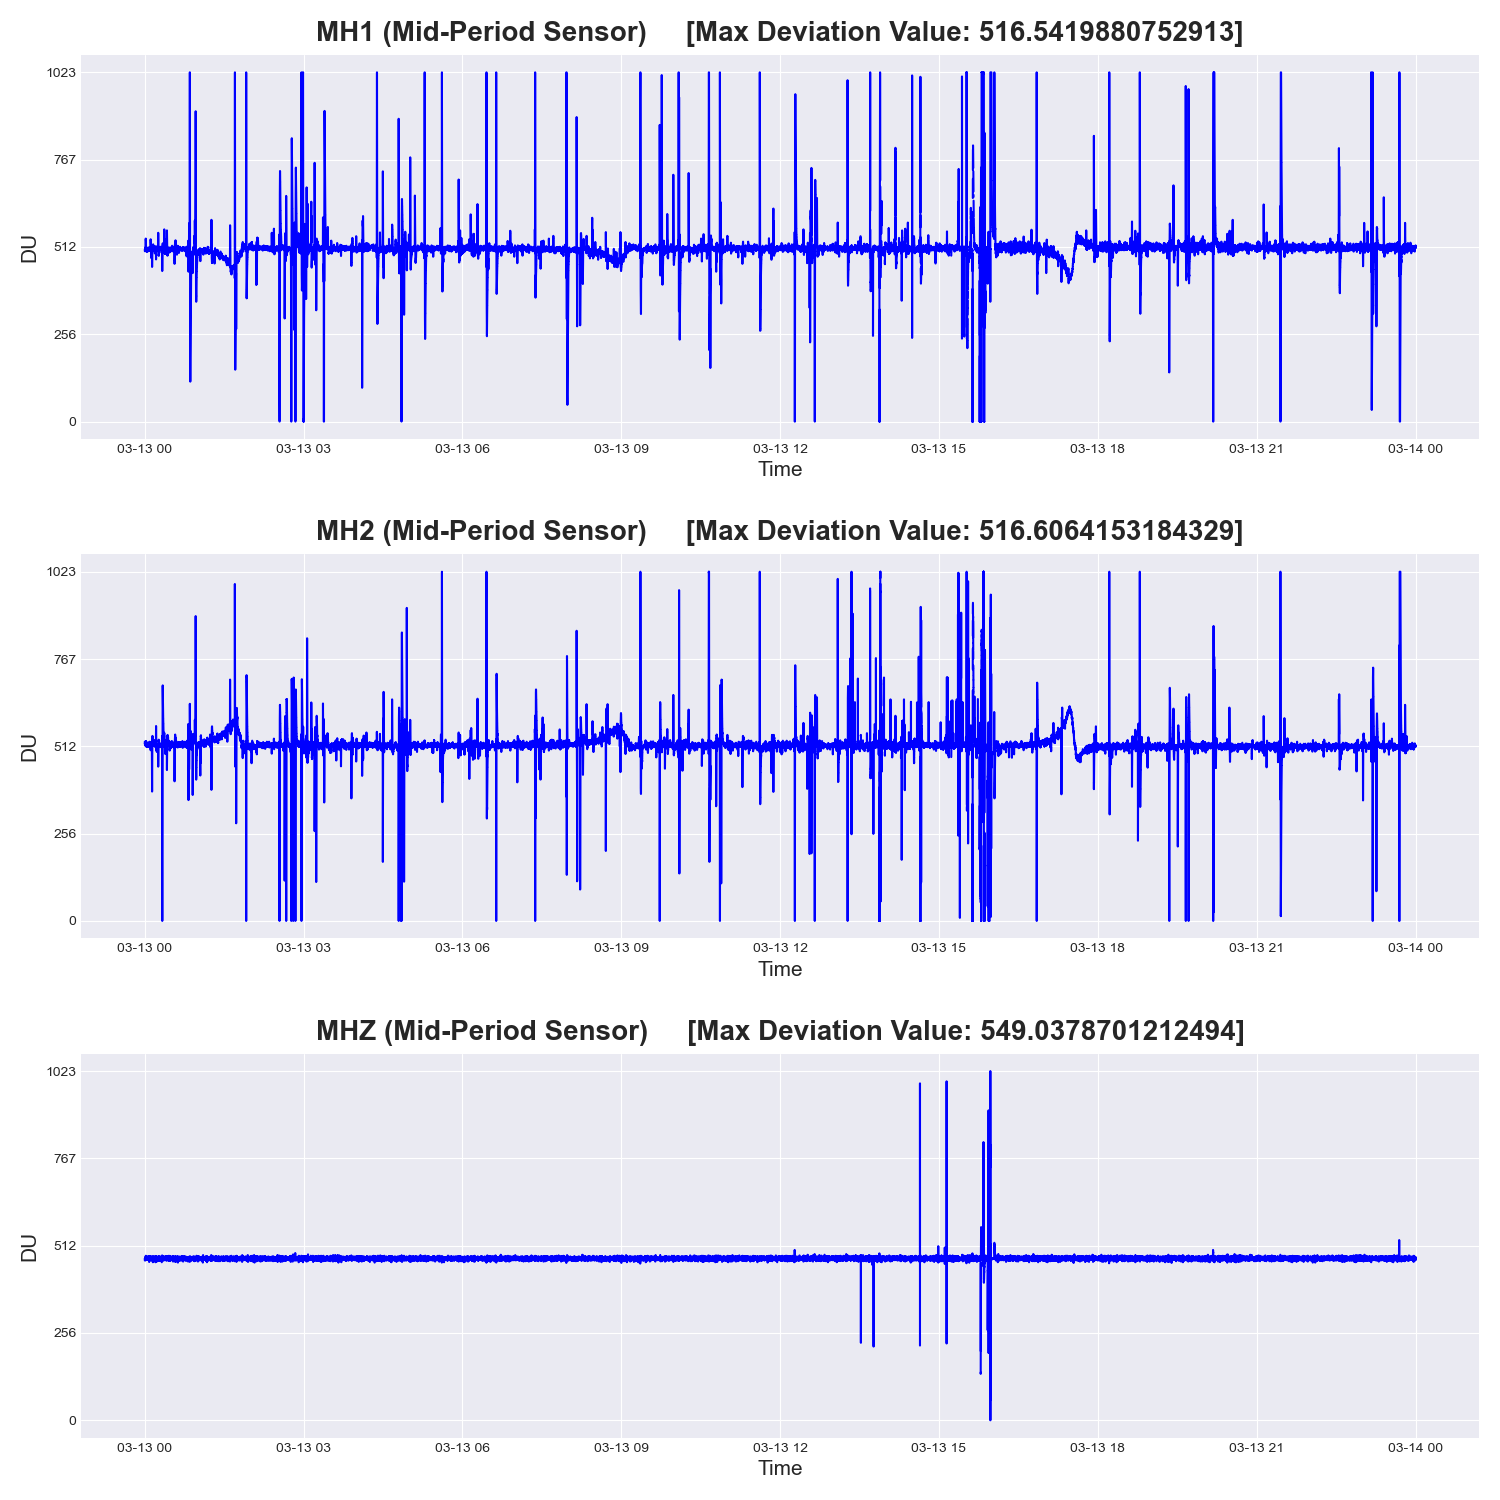 MH1 (Mid-Period Sensor) [Max Deviation Value: 516.5419880752913]
1023
767
512
256
0
DU
03-13 00 03-13 03 03-13 06 03-13 09 03-13 12 03-13 15 03-13 18 03-13 21 03-14 00
Time
MH2 (Mid-Period Sensor) [Max Deviation Value: 516.6064153184329]
1023
767
512
256
0
DU
03-13 00 03-13 03 03-13 06 03-13 09 03-13 12 03-13 15 03-13 18 03-13 21 03-14 00
Time
MHZ (Mid-Period Sensor) [Max Deviation Value: 549.0378701212494]
1023
767
512
256
0
DU
03-13 00 03-13 03 03-13 06 03-13 09 03-13 12 03-13 15 03-13 18 03-13 21 03-14 00
Time